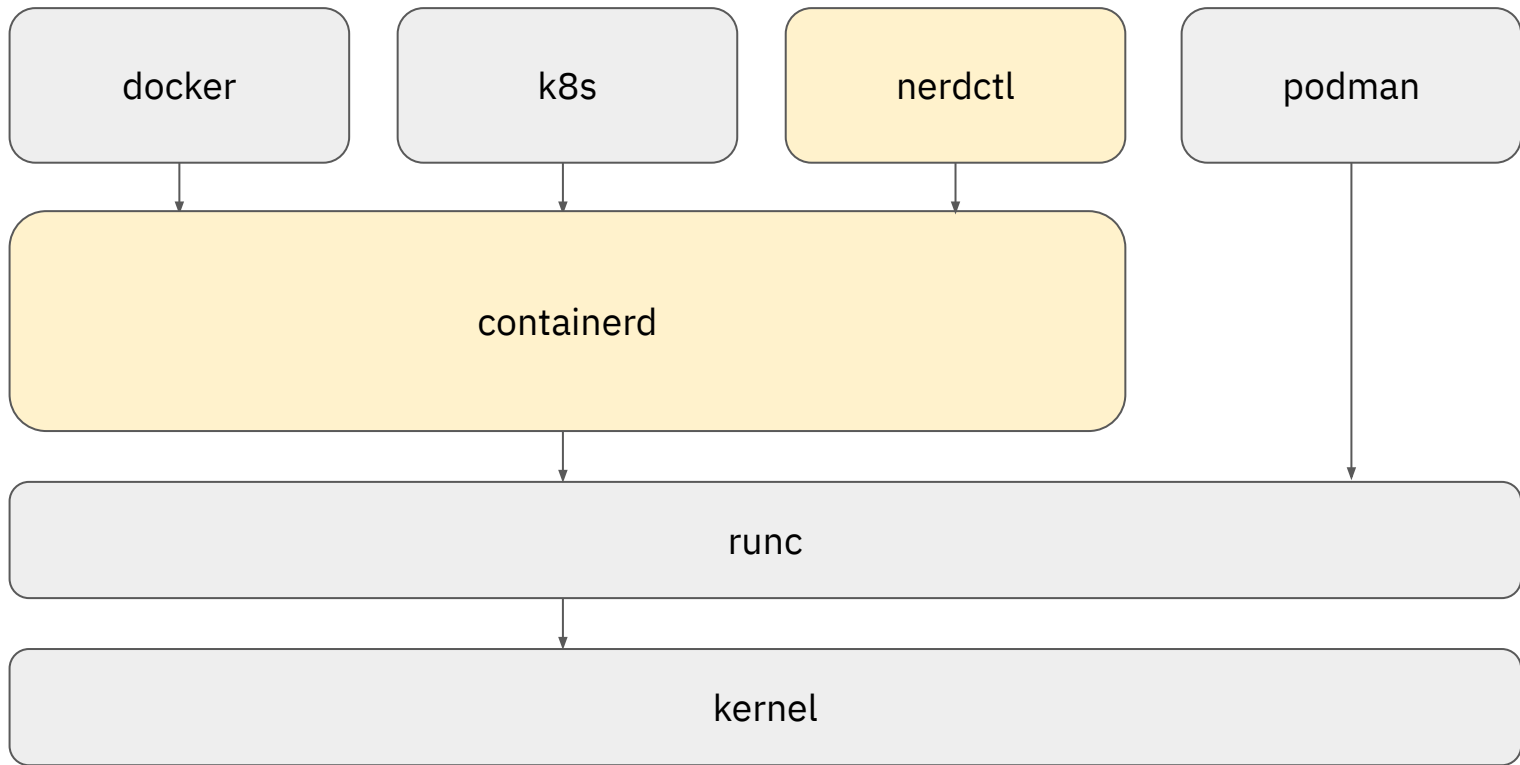 docker
k8s
nerdctl
podman
containerd
runc
kernel